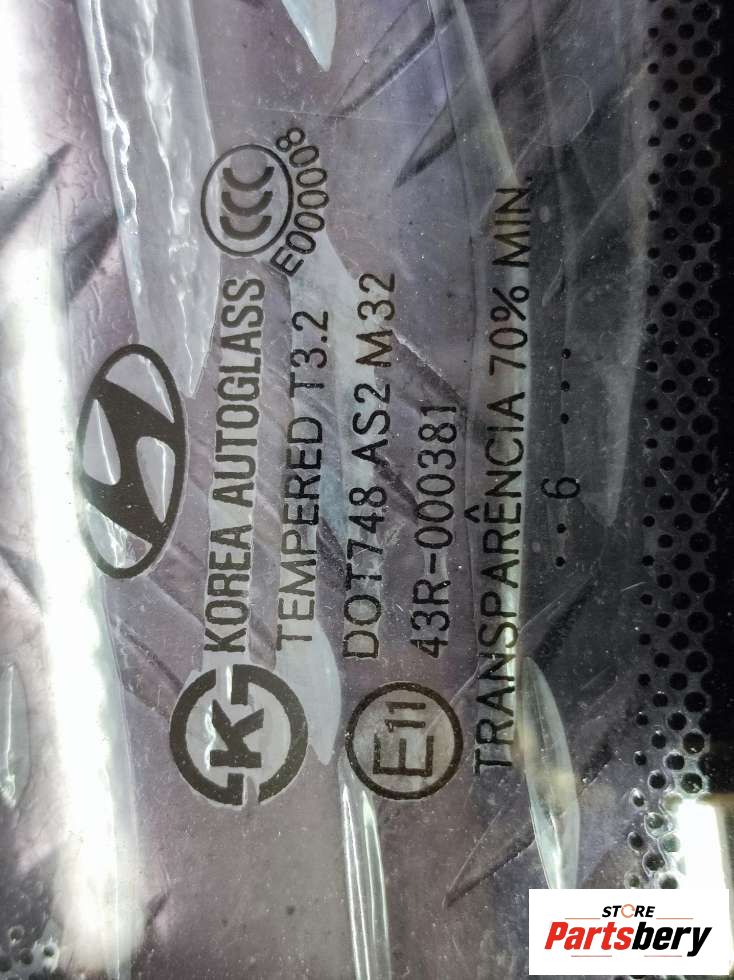 KOREA AUTOGLASS
CCC
E000008
TEMPERED T3.2
DOT748 AS2 M32
E11
43R-000381
TRANSPARÊNCIA 70% MIN.
.. 6 ...
K
STORE
Partsbery